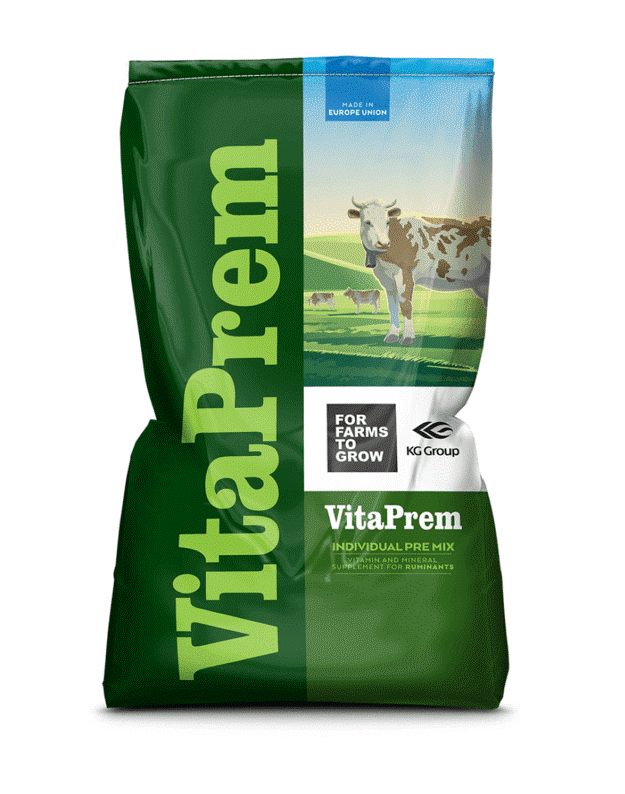 MADE IN
EUROPE UNION
VitaPrem
FOR
FARMS
TO
GROW
KG Group
VitaPrem
INDIVIDUAL PRE MIX
VITAMIN AND MINERAL
SUPPLEMENT FOR RUMINANTS